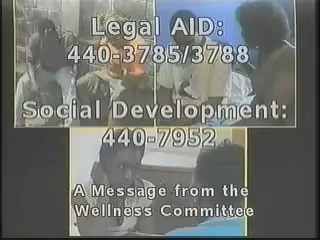 Legal AID:
440-3785/3788
Social Development:
440-7952
A Message from the
Wellness Committee